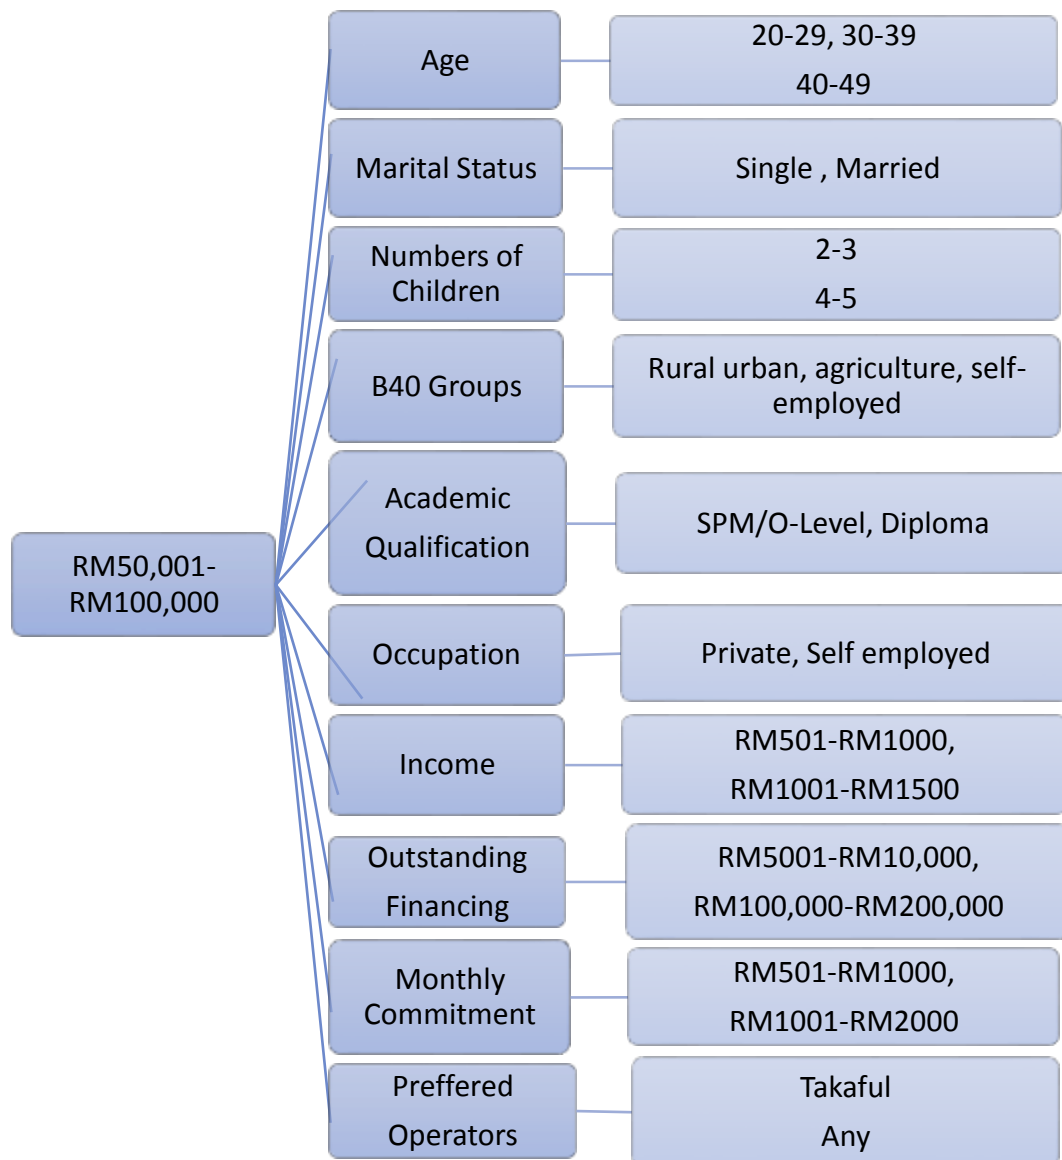 Age
20-29, 30-39
40-49
Marital Status
Single , Married
Numbers of
Children
2-3
4-5
B40 Groups
Rural urban, agriculture, self-
employed
Academic
Qualification
SPM/O-Level, Diploma
RM50,001-
RM100,000
Occupation
Private, Self employed
Income
RM501-RM1000,
RM1001-RM1500
Outstanding
Financing
RM5001-RM10,000,
RM100,000-RM200,000
Monthly
Commitment
RM501-RM1000,
RM1001-RM2000
Preffered
Operators
Takaful
Any